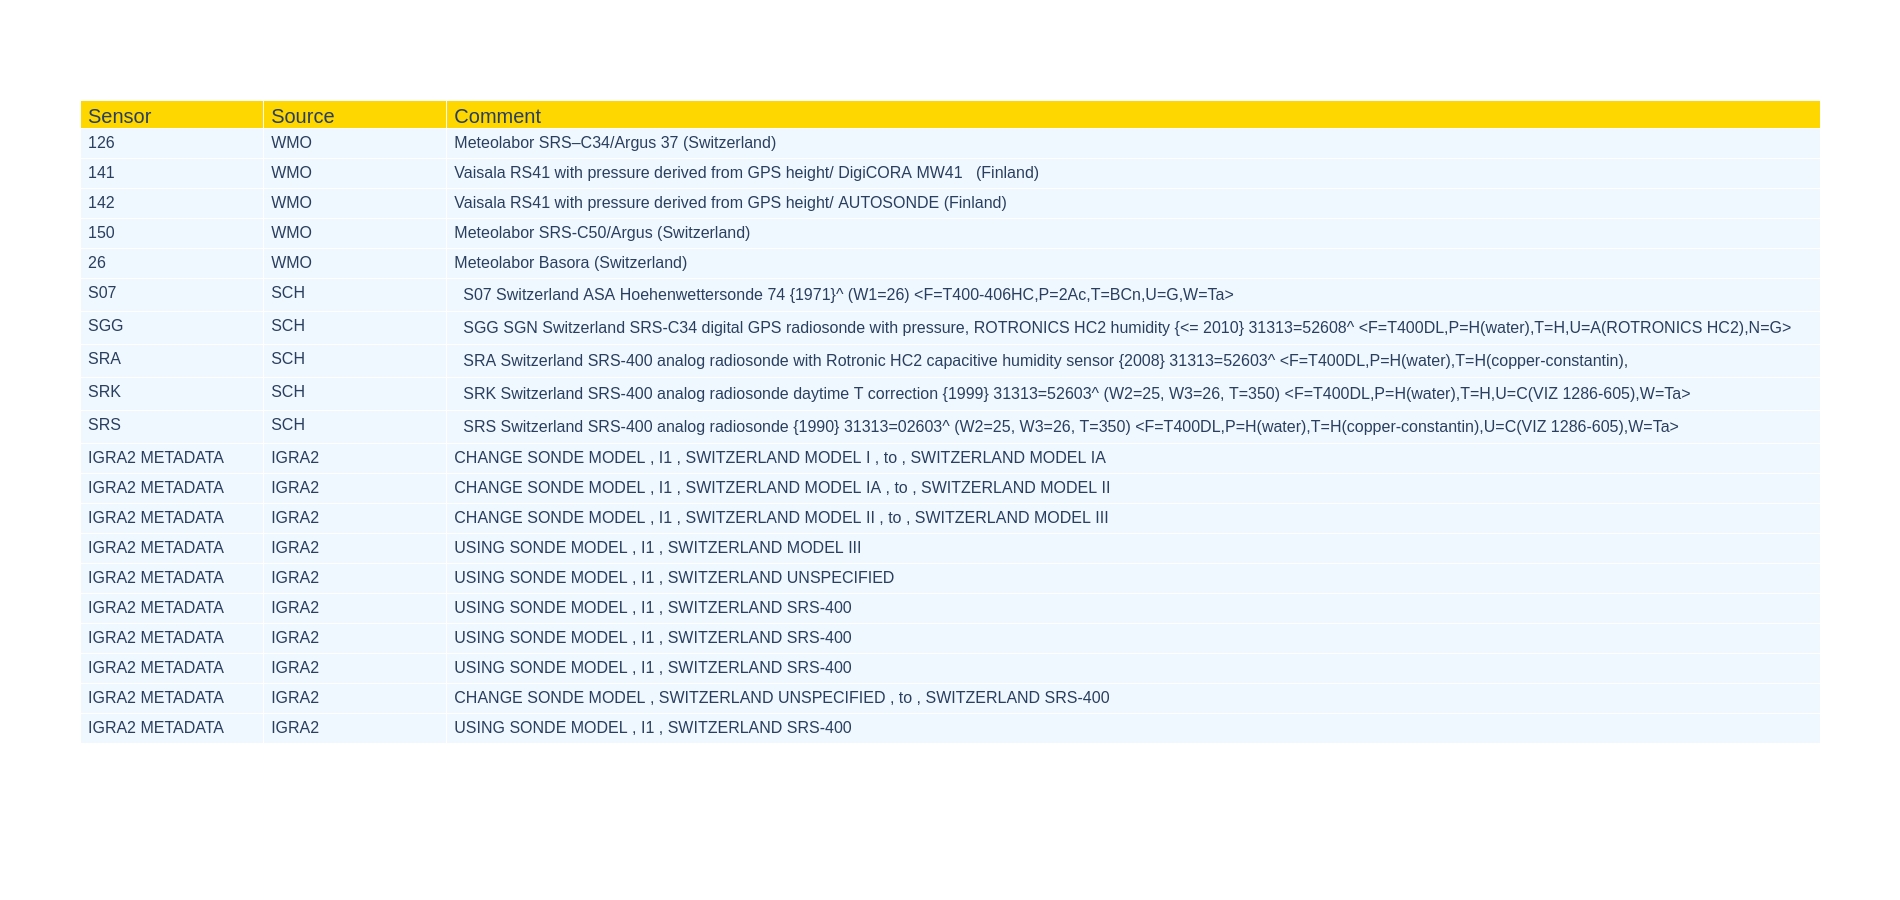 Sensor Source Comment
126 WMO Meteolabor SRS–C34/Argus 37 (Switzerland)
141 WMO Vaisala RS41 with pressure derived from GPS height/ DigiCORA MW41   (Finland)
142 WMO Vaisala RS41 with pressure derived from GPS height/ AUTOSONDE (Finland)
150 WMO Meteolabor SRS-C50/Argus (Switzerland)
26 WMO Meteolabor Basora (Switzerland)
S07 SCH S07 Switzerland ASA Hoehenwettersonde 74 {1971}^ (W1=26) <F=T400-406HC,P=2Ac,T=BCn,U=G,W=Ta>
SGG SCH SGG SGN Switzerland SRS-C34 digital GPS radiosonde with pressure, ROTRONICS HC2 humidity {<= 2010} 31313=52608^ <F=T400DL,P=H(water),T=H,U=A(ROTRONICS HC2),N=G>
SRA SCH SRA Switzerland SRS-400 analog radiosonde with Rotronic HC2 capacitive humidity sensor {2008} 31313=52603^ <F=T400DL,P=H(water),T=H(copper-constantin),
SRK SCH SRK Switzerland SRS-400 analog radiosonde daytime T correction {1999} 31313=52603^ (W2=25, W3=26, T=350) <F=T400DL,P=H(water),T=H,U=C(VIZ 1286-605),W=Ta>
SRS SCH SRS Switzerland SRS-400 analog radiosonde {1990} 31313=02603^ (W2=25, W3=26, T=350) <F=T400DL,P=H(water),T=H(copper-constantin),U=C(VIZ 1286-605),W=Ta>
IGRA2 METADATA IGRA2 CHANGE SONDE MODEL , I1 , SWITZERLAND MODEL I , to , SWITZERLAND MODEL IA
IGRA2 METADATA IGRA2 CHANGE SONDE MODEL , I1 , SWITZERLAND MODEL IA , to , SWITZERLAND MODEL II
IGRA2 METADATA IGRA2 CHANGE SONDE MODEL , I1 , SWITZERLAND MODEL II , to , SWITZERLAND MODEL III
IGRA2 METADATA IGRA2 USING SONDE MODEL , I1 , SWITZERLAND MODEL III
IGRA2 METADATA IGRA2 USING SONDE MODEL , I1 , SWITZERLAND UNSPECIFIED
IGRA2 METADATA IGRA2 USING SONDE MODEL , I1 , SWITZERLAND SRS-400
IGRA2 METADATA IGRA2 USING SONDE MODEL , I1 , SWITZERLAND SRS-400
IGRA2 METADATA IGRA2 USING SONDE MODEL , I1 , SWITZERLAND SRS-400
IGRA2 METADATA IGRA2 CHANGE SONDE MODEL , SWITZERLAND UNSPECIFIED , to , SWITZERLAND SRS-400
IGRA2 METADATA IGRA2 USING SONDE MODEL , I1 , SWITZERLAND SRS-400